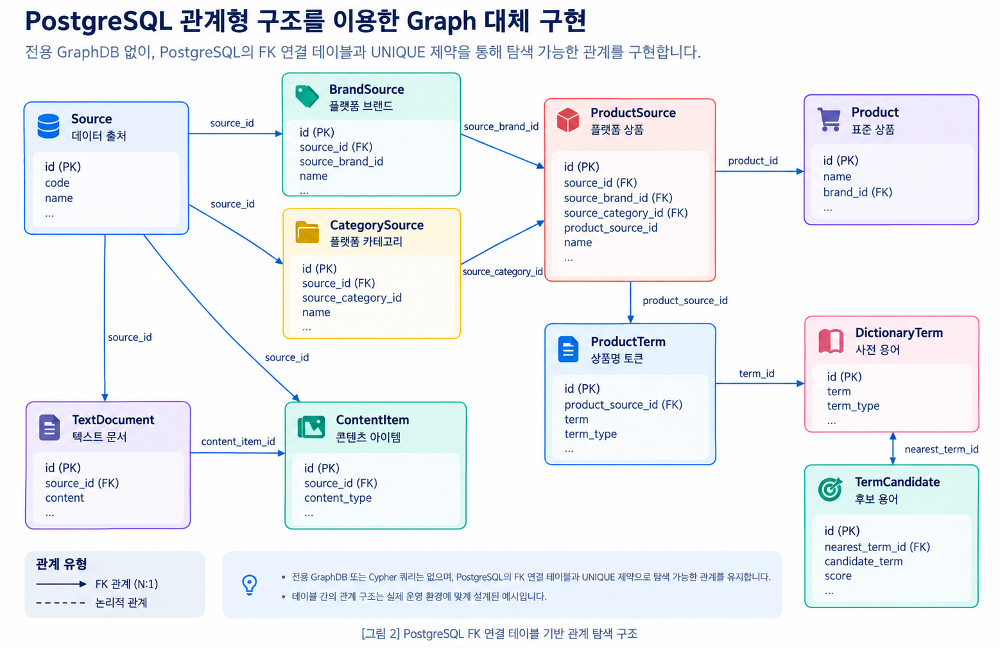 PostgreSQL 관계형 구조를 이용한 Graph 대체 구현
전용 GraphDB 없이, PostgreSQL의 FK 연결 테이블과 UNIQUE 제약을 통해 탐색 가능한 관계를 구현합니다.
Source
데이터 출처
id (PK)
code
name
...
source_id
source_id
source_id
source_id
BrandSource
플랫폼 브랜드
id (PK)
source_id (FK)
source_brand_id
name
...
source_brand_id
CategorySource
플랫폼 카테고리
id (PK)
source_id (FK)
source_category_id
name
...
source_category_id
ProductSource
플랫폼 상품
id (PK)
source_id (FK)
source_brand_id (FK)
source_category_id (FK)
product_source_id
name
...
product_id
Product
표준 상품
id (PK)
name
brand_id (FK)
...
product_source_id
ProductTerm
상품명 토큰
id (PK)
product_source_id (FK)
term
term_type
...
term_id
DictionaryTerm
사전 용어
id (PK)
term
term_type
...
nearest_term_id
TermCandidate
후보 용어
id (PK)
nearest_term_id (FK)
candidate_term
score
...
TextDocument
텍스트 문서
id (PK)
source_id (FK)
content
...
content_item_id
ContentItem
콘텐츠 아이템
id (PK)
source_id (FK)
content_type
...
관계 유형
FK 관계 (N:1)
논리적 관계
• 전용 GraphDB 또는 Cypher 쿼리는 없으며, PostgreSQL의 FK 연결 테이블과 UNIQUE 제약으로 탐색 가능한 관계를 유지합니다.
• 테이블 간의 관계 구조는 실제 운영 환경에 맞게 설계된 예시입니다.
[그림 2] PostgreSQL FK 연결 테이블 기반 관계 탐색 구조